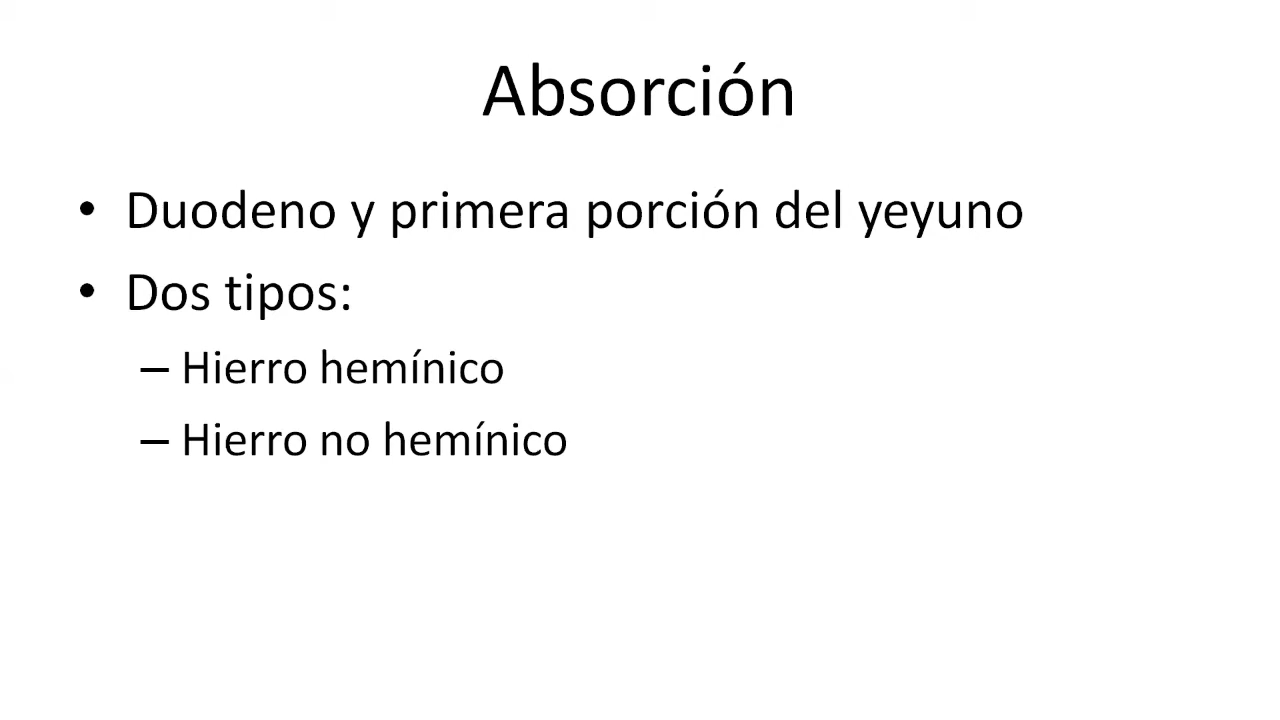 Absorción
• Duodeno y primera porción del yeyuno
• Dos tipos:
– Hierro hemínico
– Hierro no hemínico